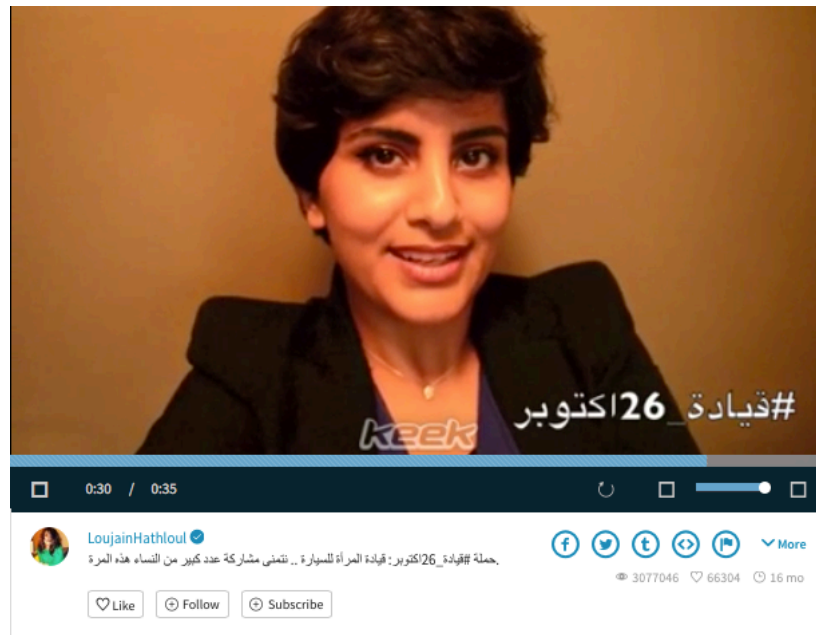 #قيادة_26اكتوبر
keek
0:30 / 0:35
LoujainHathloul
حملة #قيادة_26اكتوبر: قيادة المرأة للسيارة .. نتمنى مشاركة عدد كبير من النساء هذه المرة.
More
3077046 66304 16 mo
Like Follow Subscribe